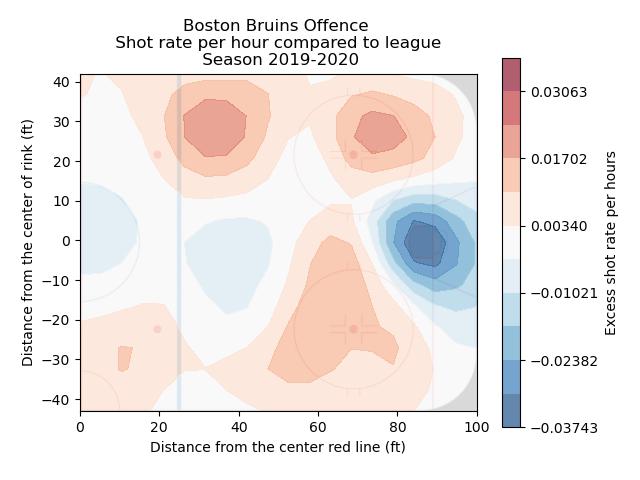 Boston Bruins Offence
Shot rate per hour compared to league
Season 2019-2020
Distance from the center of rink (ft)
40
30
20
10
0
−10
−20
−30
−40
0 20 40 60 80 100
Distance from the center red line (ft)
0.03063
0.01702
0.00340
−0.01021
−0.02382
−0.03743
Excess shot rate per hours